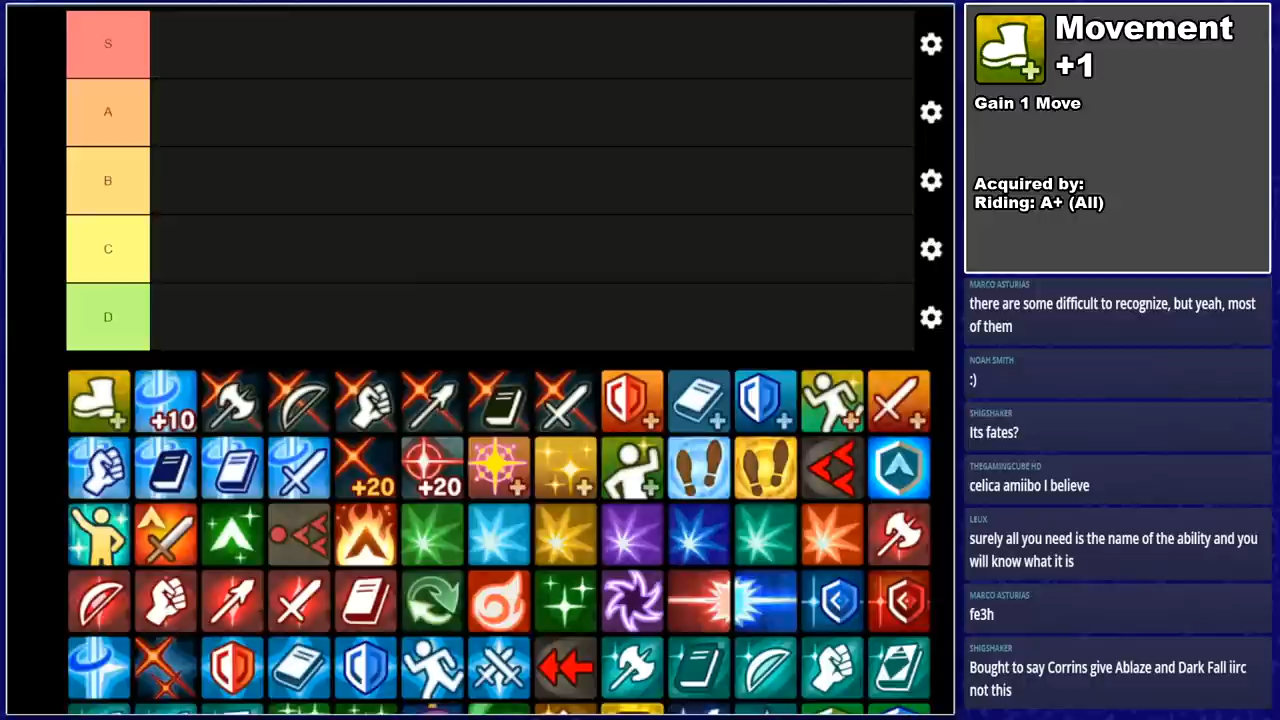 S
A
B
C
D
+10
+20
+20
Movement
+1
Gain 1 Move
Acquired by:
Riding: A+ (All)
MARCO ASTURIAS
there are some difficult to recognize, but yeah, most
of them
NOAH SMITH
:)
SHIGSHAKER
Its fates?
THEGAMINGCUBE HD
celica amiibo I believe
LEUX
surely all you need is the name of the ability and you
will know what it is
MARCO ASTURIAS
fe3h
SHIGSHAKER
Bought to say Corrins give Ablaze and Dark Fall iirc
not this